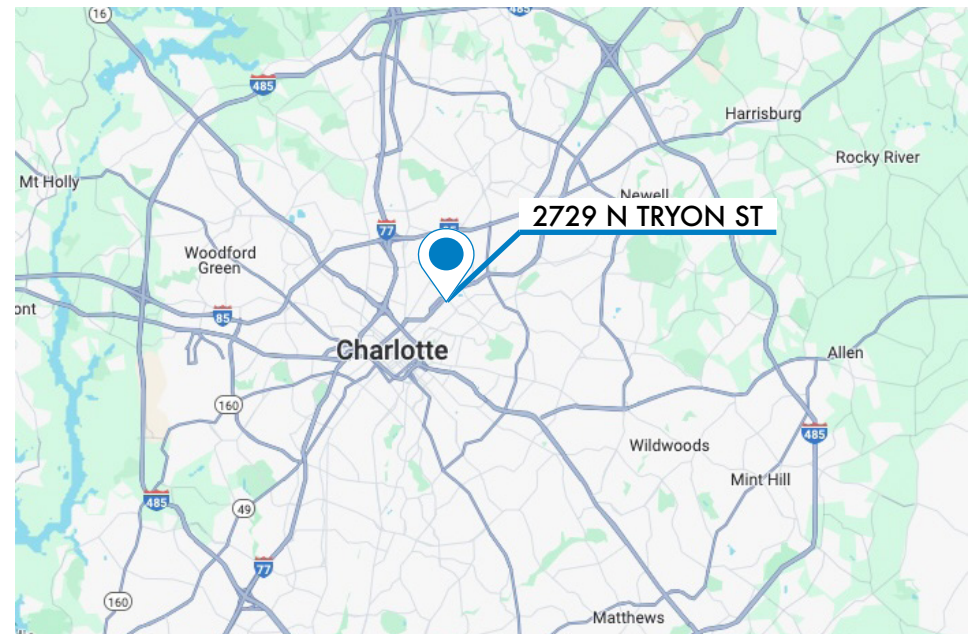 16
485
485
Harrisburg
Rocky River
Mt Holly
Newell
2729 N TRYON ST
77
85
Woodford
Green
ont
85
Charlotte
Allen
160
485
Wildwoods
Mint Hill
485
49
77
160
Matthews